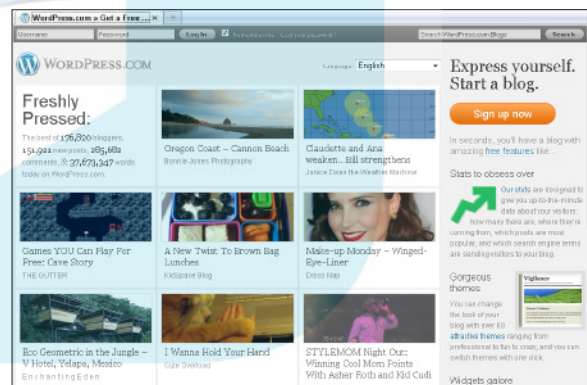 WordPress.com » Get a Free ...
Username
Password
Log In
Search WordPress.com Blogs
Search
WORDPRESS.COM
Language: English
Freshly
Pressed:
The best of 176,820 bloggers,
151,921 new posts, 285,682
comments, & 37,673,347 words
today on WordPress.com.
Oregon Coast – Cannon Beach
Bonnie Jones Photography
Claudette and Ana
weaken... Bill strengthens
Janice Dean the Weather Machine
Games YOU Can Play For
Free: Cave Story
THE GUTTER
A New Twist To Brown Bag
Lunches
KidSpace Blog
Make-up Monday – Winged-
Eye-Liner
Disco Nap
Eco Geometric in the Jungle –
V Hotel, Yelapa, Mexico
EnchantingEden
I Wanna Hold Your Hand
Cute Overload
STYLEMOM Night Out:
Winning Cool Mom Points
With Asher Roth and Kid Cudi
Express yourself.
Start a blog.
Sign up now
In seconds, you'll have a blog with
amazing free features like...
Stats to obsess over
Our stats are designed to
give you up-to-the-minute
data about your visitors:
how many there are, where they're
coming from, which posts are most
popular, and which search engine terms
are sending visitors to your blog.
Gorgeous
themes
Vigilance
You can change
the look of your
blog with over 60
attractive themes ranging from
professional to fun to crazy, and you can
switch themes with one click.
Widgets galore